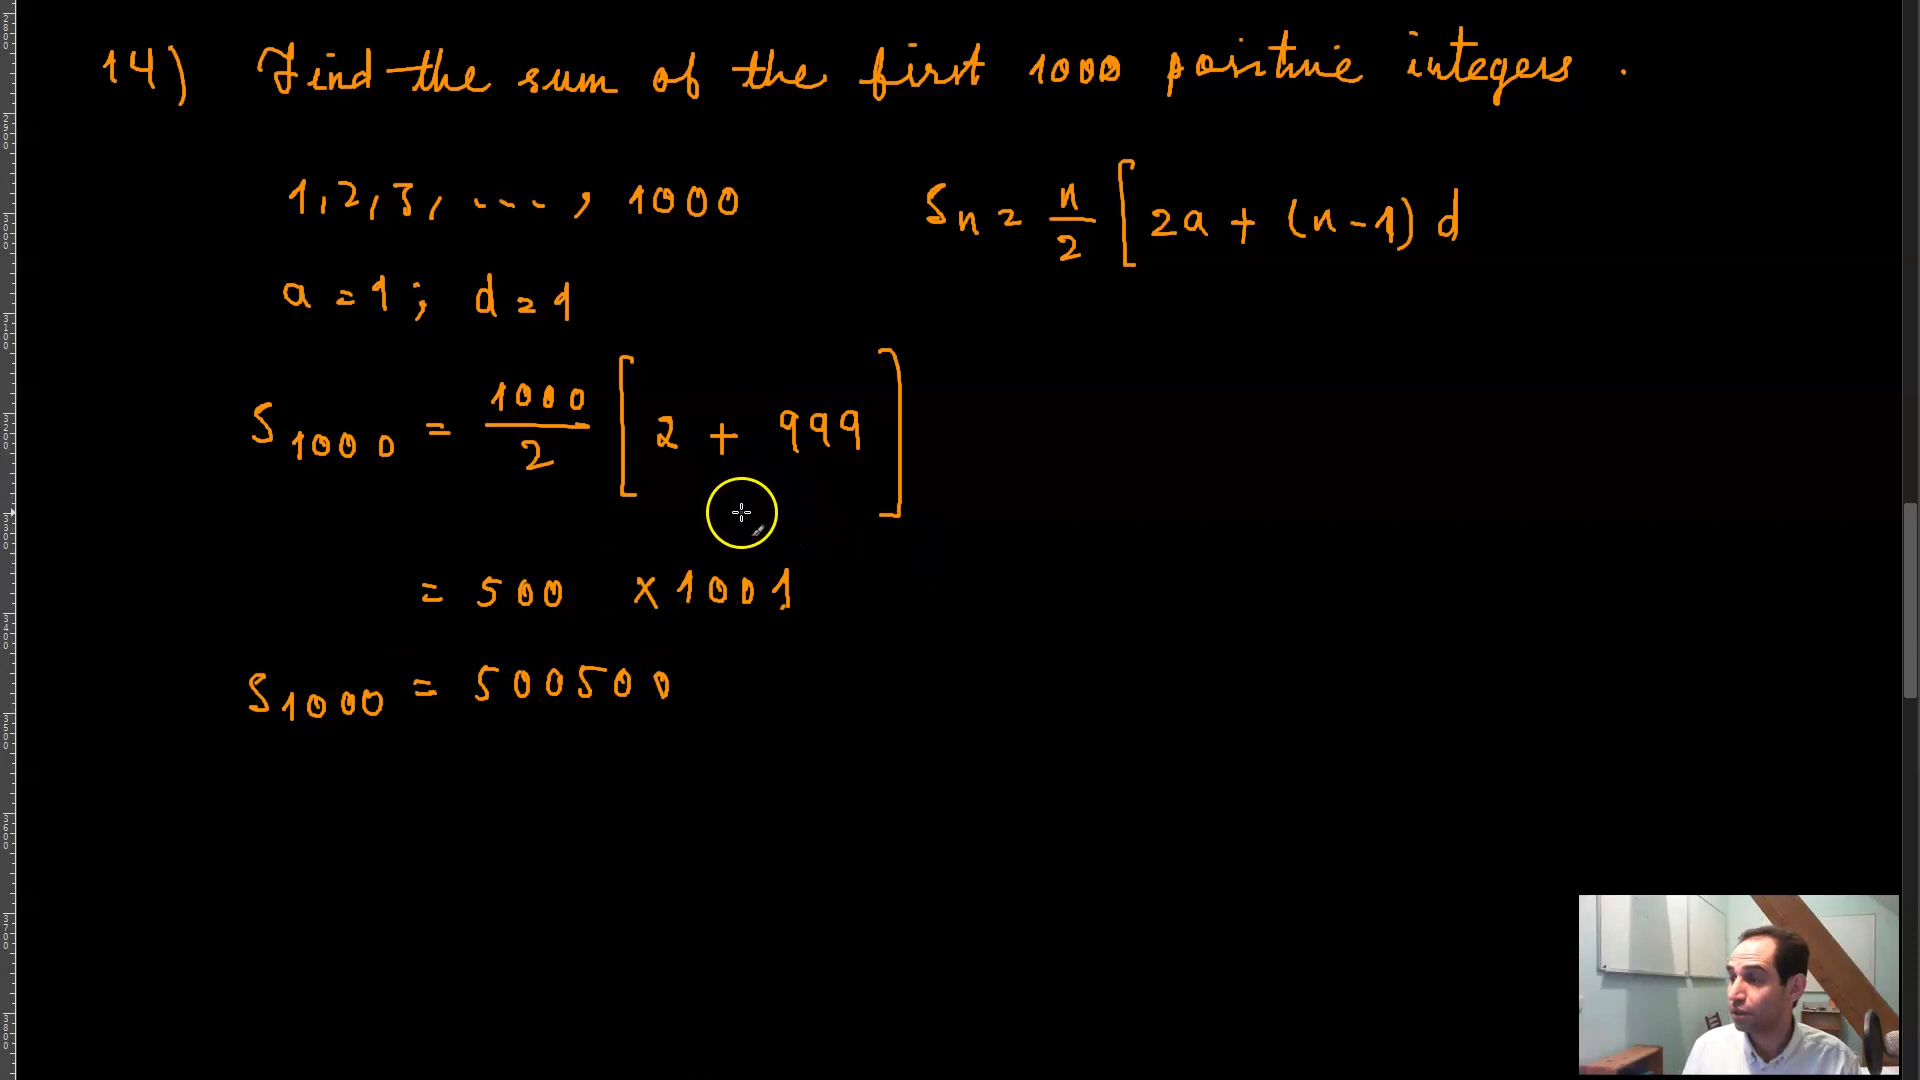 14) Find the sum of the first 1000 positive integers .
1, 2, 3, ...., 1000
Sn = n/2 [ 2a + (n-1) d
a = 1 ; d = 1
S1000 = 1000/2 [ 2 + 999 ]
= 500 × 1001
S1000 = 500500